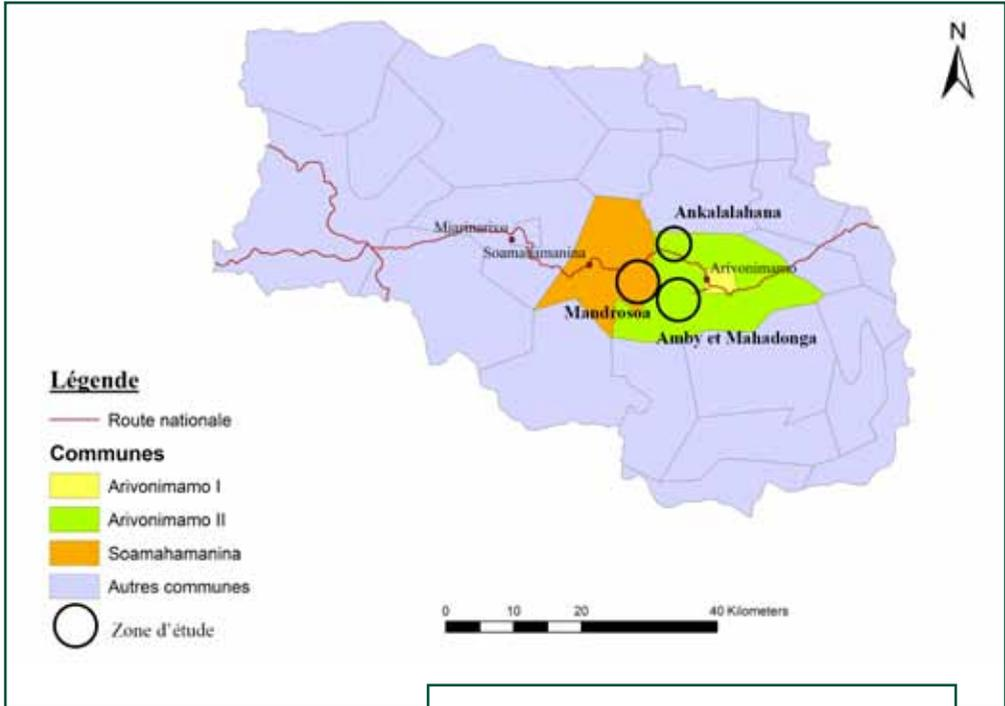 N
Ankalalahana
Miarinarivo
Soamahamanina
Arivonimamo
Mandrosoa
Amby et Mahadonga
Légende
Route nationale
Communes
Arivonimamo I
Arivonimamo II
Soamahamanina
Autres communes
Zone d'étude
0 10 20 40 Kilometers